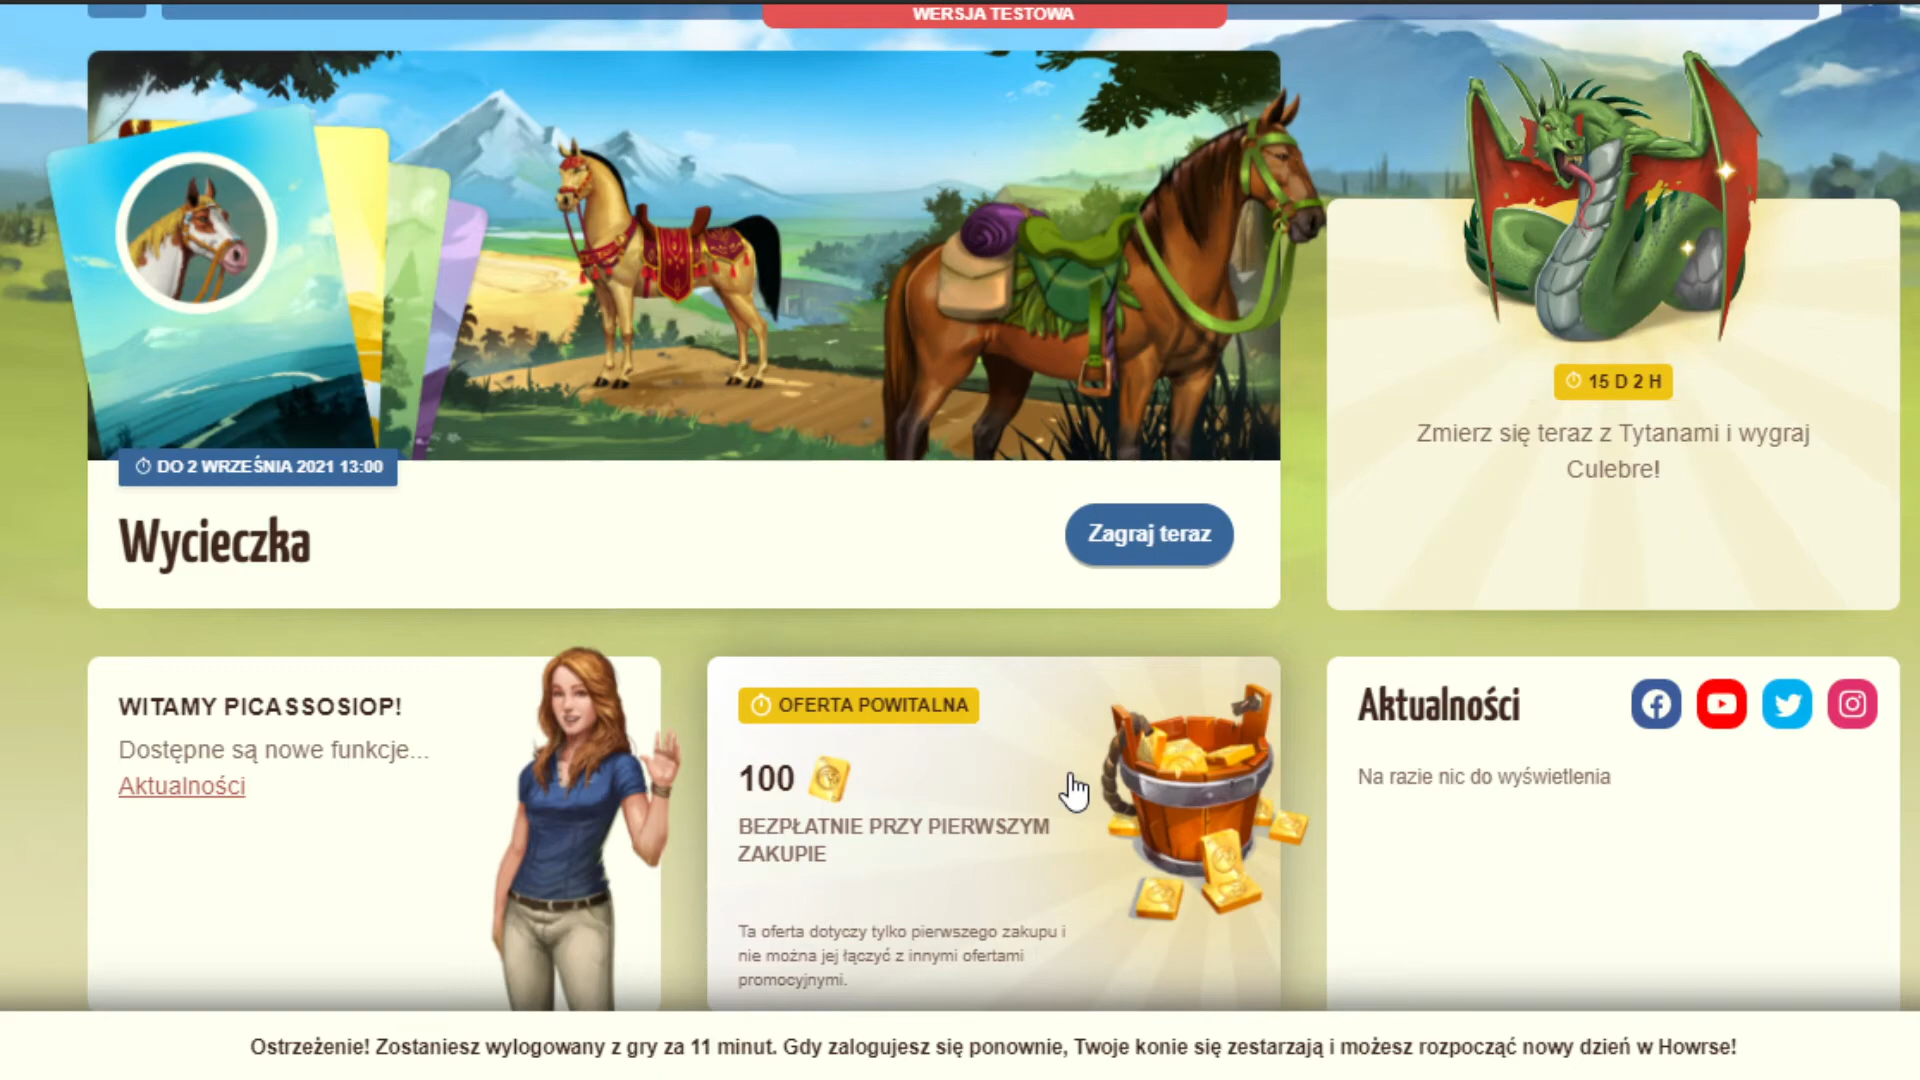 WERSJA TESTOWA
DO 2 WRZEŚNIA 2021 13:00
Wycieczka
Zagraj teraz
15 D 2 H
Zmierz się teraz z Tytanami i wygraj
Culebre!
WITAMY PICASSOSIOP!
Dostępne są nowe funkcje...
Aktualności
OFERTA POWITALNA
100
BEZPŁATNIE PRZY PIERWSZYM
ZAKUPIE
Ta oferta dotyczy tylko pierwszego zakupu i
nie można jej łączyć z innymi ofertami
promocyjnymi.
Aktualności
Na razie nic do wyświetlenia
Ostrzeżenie! Zostaniesz wylogowany z gry za 11 minut. Gdy zalogujesz się ponownie, Twoje konie się zestarzają i możesz rozpocząć nowy dzień w Howrse!